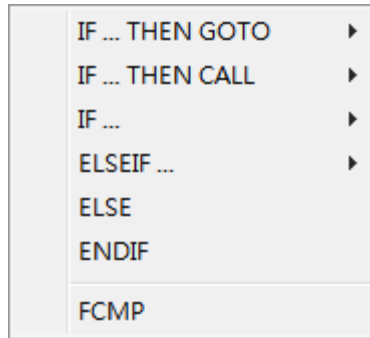 IF ... THEN GOTO
IF ... THEN CALL
IF ...
ELSEIF ...
ELSE
ENDIF
FCMP